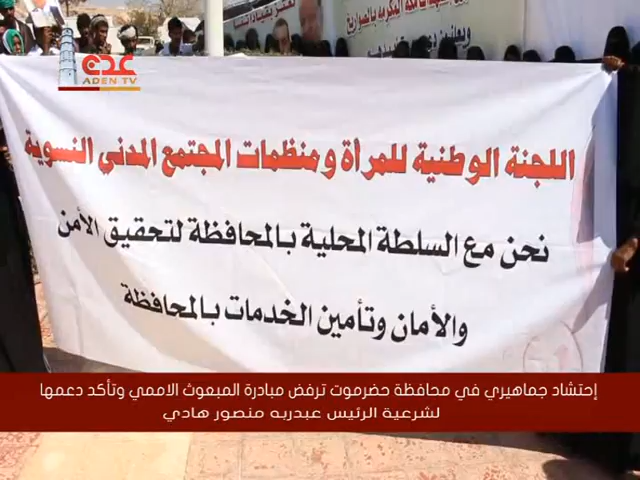 عدن
ADEN TV
اللجنة الوطنية للمرأة ومنظمات المجتمع المدني النسوية
نحن مع السلطة المحلية بالمحافظة لتحقيق الأمن
والأمان وتأمين الخدمات بالمحافظة
إحتشاد جماهيري في محافظة حضرموت ترفض مبادرة المبعوث الاممي وتأكد دعمها
لشرعية الرئيس عبدربه منصور هادي